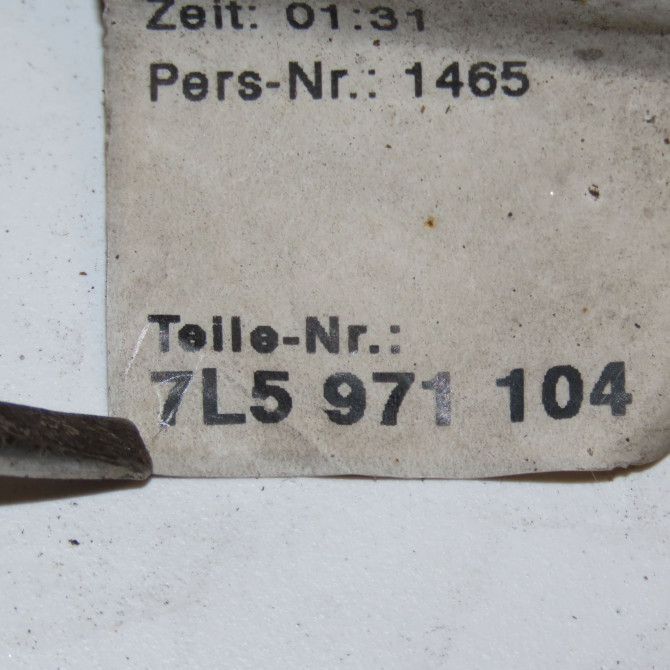 Zeit: 01:31
Pers-Nr.: 1465
Teile-Nr.:
7L5 971 104